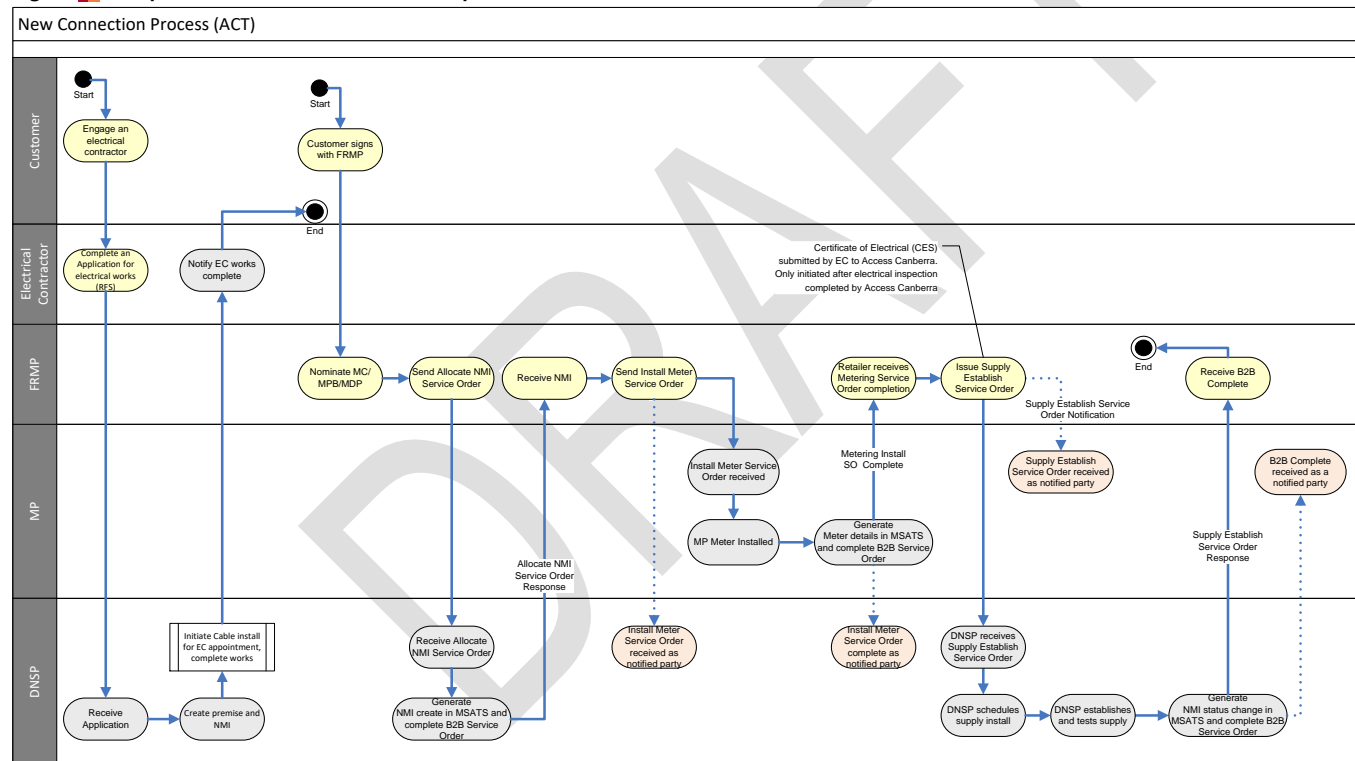 New Connection Process (ACT)
DRAFT
Customer
Start
Engage an
electrical
contractor
Start
Customer signs
with FRMP
End
Electrical
Contractor
Complete an
Application for
electrical works
(RFS)
Notify EC works
complete
Certificate of Electrical (CES)
submitted by EC to Access Canberra.
Only initiated after electrical inspection
completed by Access Canberra
FRMP
Nominate MC/
MPB/MDP
Send Allocate NMI
Service Order
Receive NMI
Send Install Meter
Service Order
Retailer receives
Metering Service
Order completion
Issue Supply
Establish
Service Order
Supply Establish Service
Order Notification
End
Receive B2B
Complete
MP
Install Meter Service
Order received
Metering Install
SO Complete
Supply Establish
Service Order received
as notified party
B2B Complete
received as a
notified party
MP Meter Installed
Generate
Meter details in MSATS
and complete B2B Service
Order
Allocate NMI
Service Order
Response
Supply Establish
Service Order
Response
DNSP
Initiate Cable install
for EC appointment,
complete works
Receive Allocate
NMI Service Order
Install Meter
Service Order
received as
notified party
Install Meter
Service Order
complete as
notified party
DNSP receives
Supply Establish
Service Order
Receive
Application
Create premise and
NMI
Generate
NMI create in MSATS and
complete B2B Service
Order
DNSP schedules
supply install
DNSP establishes
and tests supply
Generate
NMI status change in
MSATS and complete B2B
Service Order